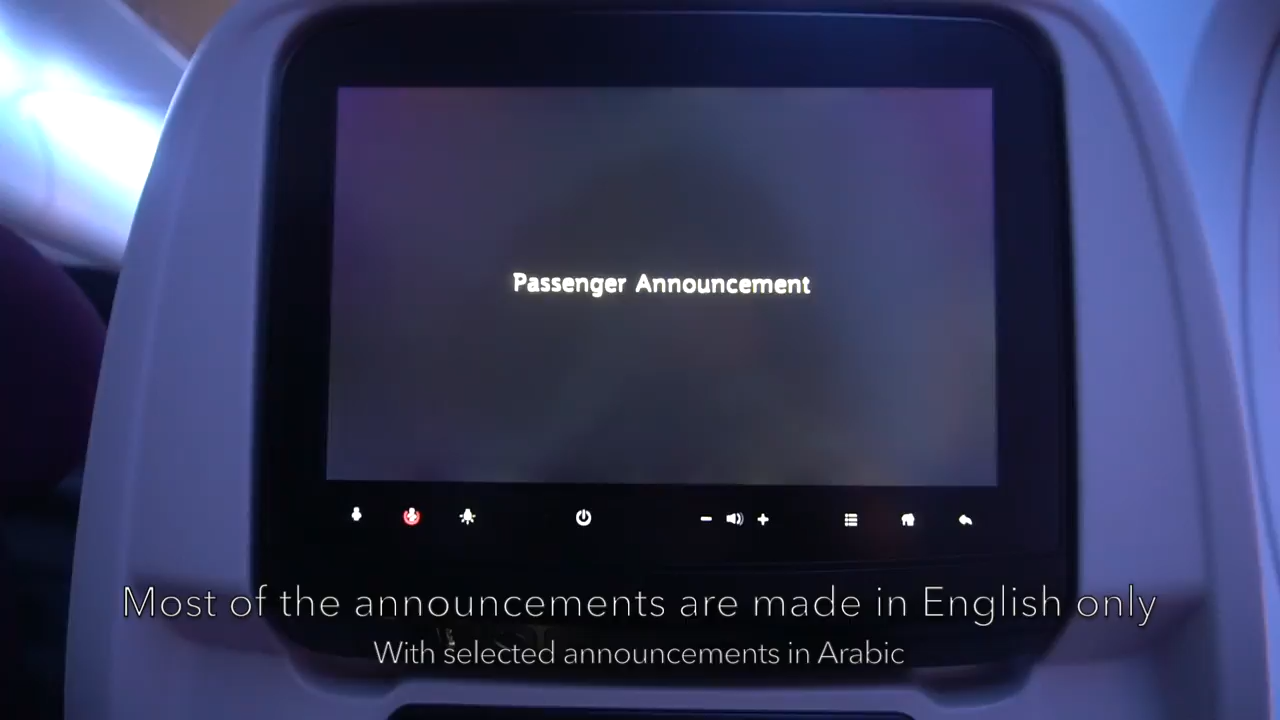 Passenger Announcement
Most of the announcements are made in English only
With selected announcements in Arabic